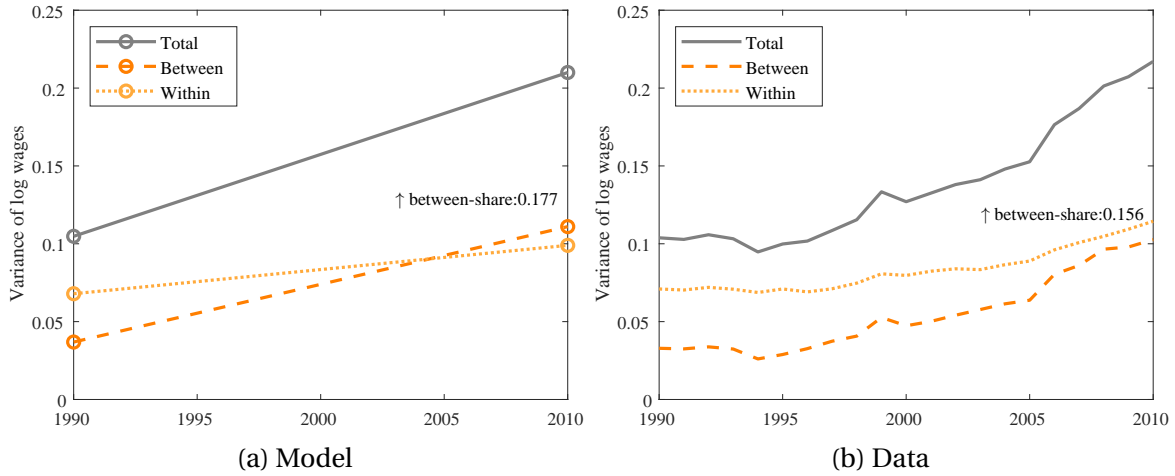 Variance of log wages
0.25
0.2
0.15
0.1
0.05
0
1990
1995
2000
2005
2010
Total
Between
Within
↑ between-share:0.177
(a) Model
Variance of log wages
0.25
0.2
0.15
0.1
0.05
0
1990
1995
2000
2005
2010
Total
Between
Within
↑ between-share:0.156
(b) Data